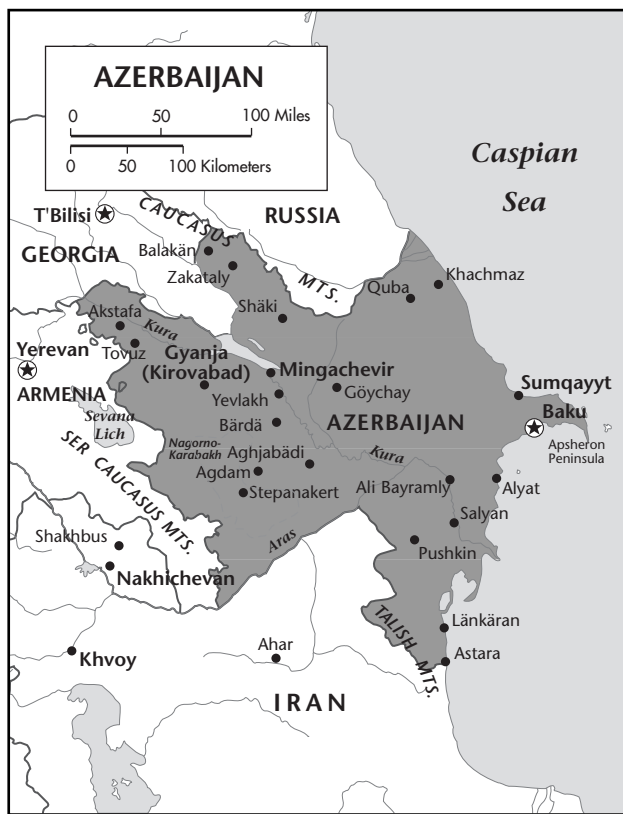 AZERBAIJAN
0 50 100 Miles
0 50 100 Kilometers
Caspian
Sea
T'Bilisi
CAUCASUS
MTS.
RUSSIA
GEORGIA
Balakän
Zakataly
Quba
Khachmaz
Shäki
Akstafa
Kura
Tovuz
Yerevan
Gyanja
(Kirovabad)
Mingachevir
Göychay
Sumqayyt
ARMENIA
Yevlakh
Sevana
Lich
Bärdä
AZERBAIJAN
Baku
Apsheron
Peninsula
Nagorno-
Karabakh
Kura
Aghjabädi
Agdam
Stepanakert
Ali Bayramly
Alyat
SER CAUCASUS MTS.
Salyan
Pushkin
Shakhbus
Aras
Nakhichevan
Länkäran
TALISH MTS.
Astara
Khvoy
Ahar
IRAN